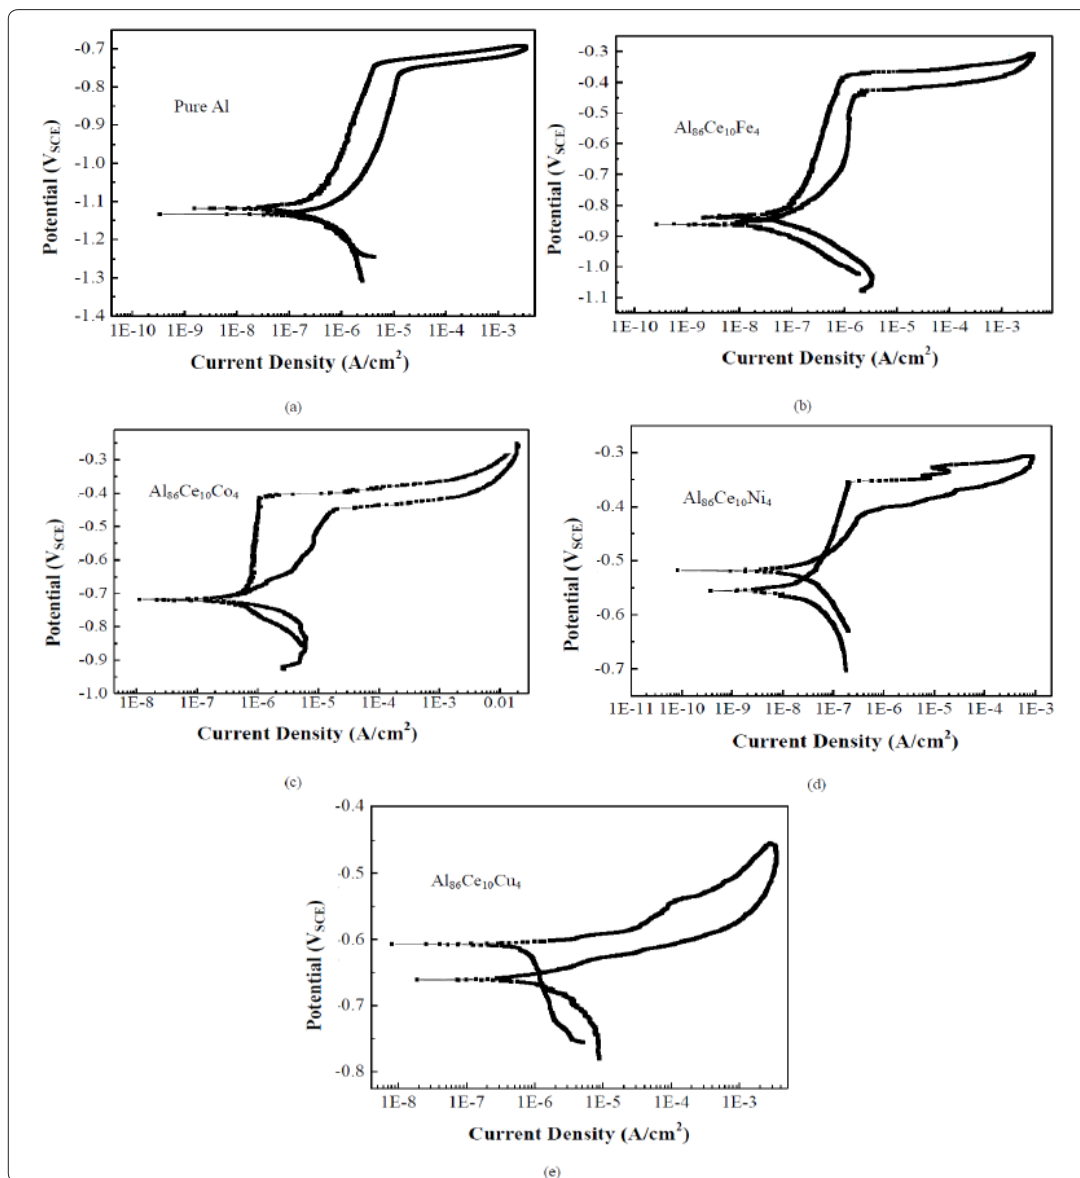 -0.7
-0.8
-0.9
-1.0
-1.1
-1.2
-1.3
-1.4
Potential (V_SCE)
Pure Al
1E-10 1E-9 1E-8 1E-7 1E-6 1E-5 1E-4 1E-3
Current Density (A/cm²)
(a)
-0.3
-0.4
-0.5
-0.6
-0.7
-0.8
-0.9
-1.0
-1.1
Potential (V_SCE)
Al₈₆Ce₁₀Fe₄
1E-10 1E-9 1E-8 1E-7 1E-6 1E-5 1E-4 1E-3
Current Density (A/cm²)
(b)
-0.3
-0.4
-0.5
-0.6
-0.7
-0.8
-0.9
-1.0
Potential (V_SCE)
Al₈₆Ce₁₀Co₄
1E-8 1E-7 1E-6 1E-5 1E-4 1E-3 0.01
Current Density (A/cm²)
(c)
-0.3
-0.4
-0.5
-0.6
-0.7
Potential (V_SCE)
Al₈₆Ce₁₀Ni₄
1E-11 1E-10 1E-9 1E-8 1E-7 1E-6 1E-5 1E-4 1E-3
Current Density (A/cm²)
(d)
-0.4
-0.5
-0.6
-0.7
-0.8
Potential (V_SCE)
Al₈₆Ce₁₀Cu₄
1E-8 1E-7 1E-6 1E-5 1E-4 1E-3
Current Density (A/cm²)
(e)